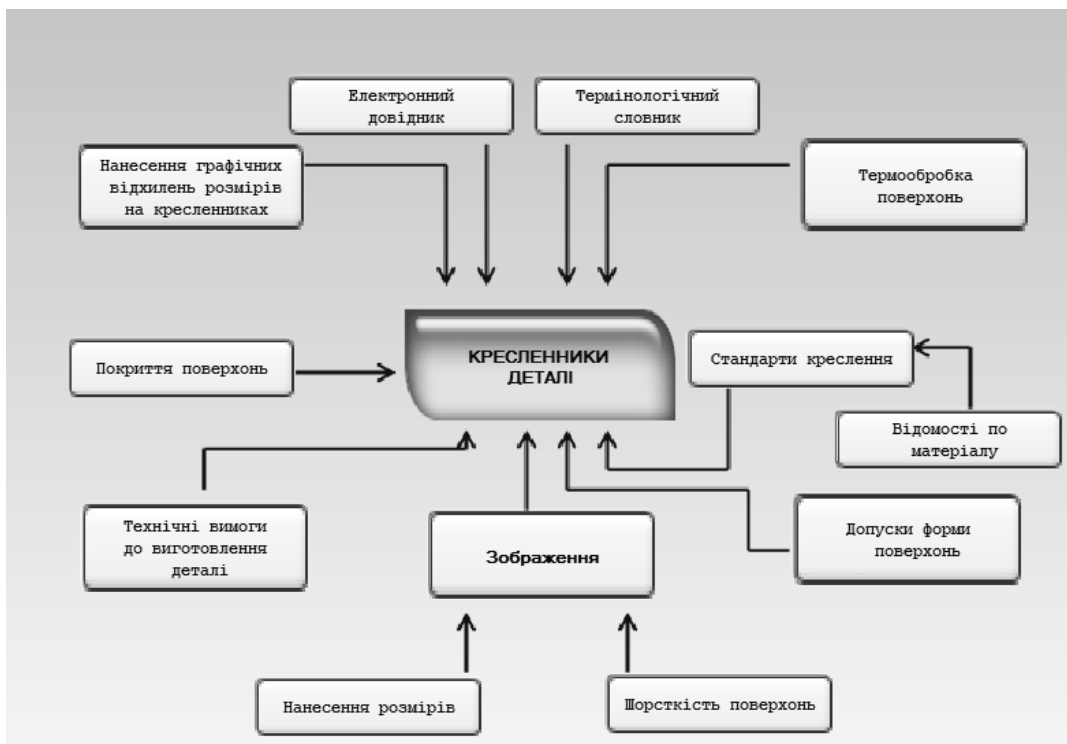 Електронний
довідник
Термінологічний
словник
Нанесення графічних
відхилень розмірів
на кресленниках
Термообробка
поверхонь
КРЕСЛЕННИКИ
ДЕТАЛІ
Покриття поверхонь
Стандарти креслення
Відомості по
матеріалу
Технічні вимоги
до виготовлення
деталі
Зображення
Допуски форми
поверхонь
Нанесення розмірів
Шорсткість поверхонь